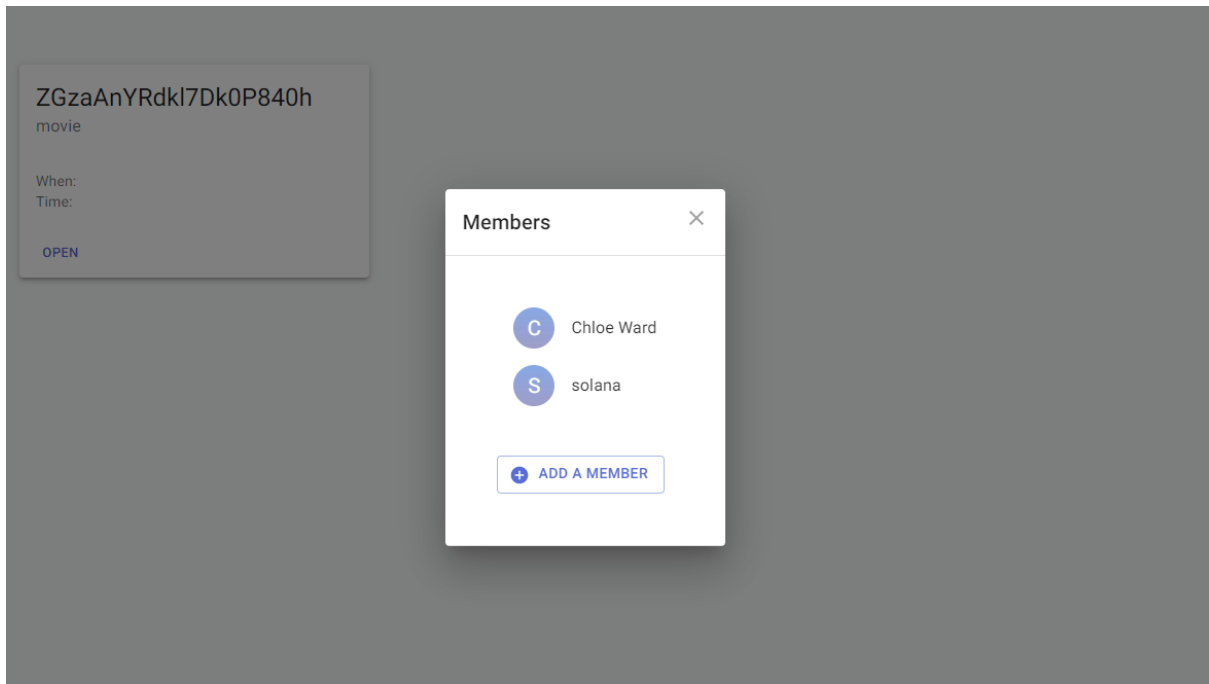 ZGzaAnYRdkl7Dk0P840h
movie
When:
Time:
OPEN
Members
C Chloe Ward
S solana
ADD A MEMBER